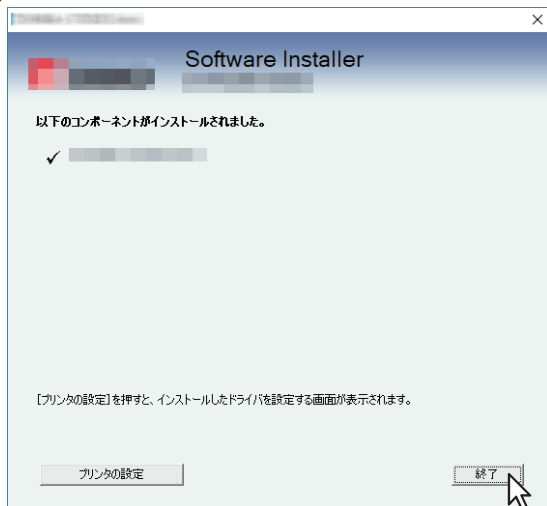 Software Installer
以下のコンポーネントがインストールされました。
[プリンタの設定]を押すと、インストールしたドライバを設定する画面が表示されます。
プリンタの設定
終了